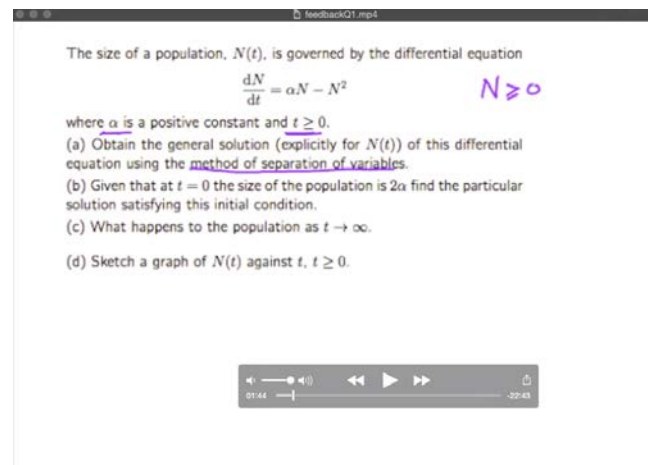 feedbackQ1.mp4
The size of a population, N(t), is governed by the differential equation
dN/dt = αN − N²
N ⩾ 0
where α is a positive constant and t ≥ 0.
(a) Obtain the general solution (explicitly for N(t)) of this differential
equation using the method of separation of variables.
(b) Given that at t = 0 the size of the population is 2α find the particular
solution satisfying this initial condition.
(c) What happens to the population as t → ∞.
(d) Sketch a graph of N(t) against t, t ≥ 0.
01:44
-22:43